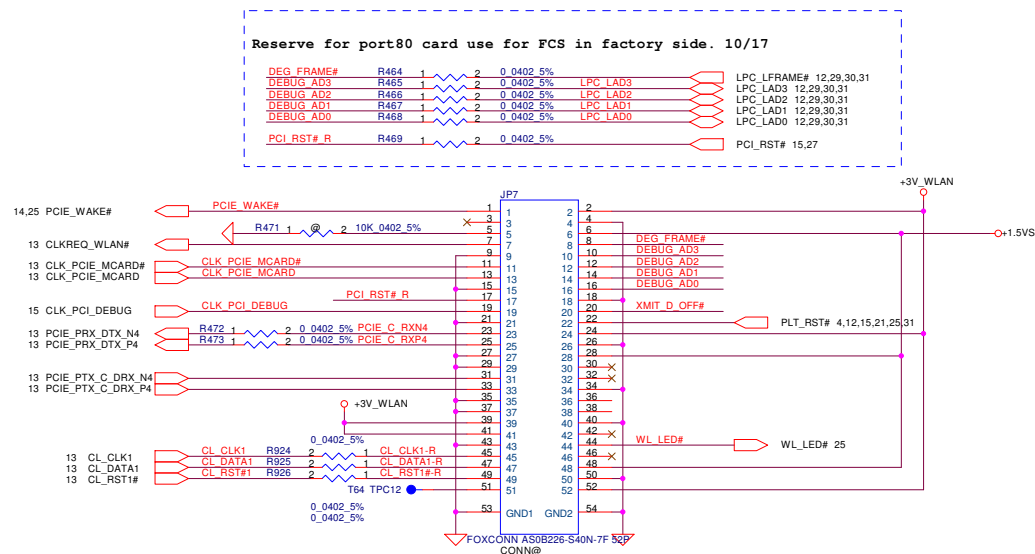 Reserve for port80 card use for FCS in factory side. 10/17
DEG_FRAME# R464 1 2 0_0402_5% LPC_LFRAME# 12,29,30,31
DEBUG_AD3 R465 1 2 0_0402_5% LPC_LAD3 LPC_LAD3 12,29,30,31
DEBUG_AD2 R466 1 2 0_0402_5% LPC_LAD2 LPC_LAD2 12,29,30,31
DEBUG_AD1 R467 1 2 0_0402_5% LPC_LAD1 LPC_LAD1 12,29,30,31
DEBUG_AD0 R468 1 2 0_0402_5% LPC_LAD0 LPC_LAD0 12,29,30,31
PCI_RST#_R R469 1 2 0_0402_5% PCI_RST# 15,27
+3V_WLAN
JP7
14,25 PCIE_WAKE# PCIE_WAKE# 1 1 2 2
3 3 4 4
R471 1 @ 2 10K_0402_5% 5 5 6 6 +1.5VS
13 CLKREQ_WLAN# 7 7 8 8 DEG_FRAME#
9 9 10 10 DEBUG_AD3
13 CLK_PCIE_MCARD# CLK_PCIE_MCARD# 11 11 12 12 DEBUG_AD2
13 CLK_PCIE_MCARD CLK_PCIE_MCARD 13 13 14 14 DEBUG_AD1
15 15 16 16 DEBUG_AD0
PCI_RST#_R 17 17 18 18
15 CLK_PCI_DEBUG CLK_PCI_DEBUG 19 19 20 20 XMIT_D_OFF#
21 21 22 22 PLT_RST# 4,12,15,21,25,31
13 PCIE_PRX_DTX_N4 R472 1 2 0_0402_5% PCIE_C_RXN4 23 23 24 24
13 PCIE_PRX_DTX_P4 R473 1 2 0_0402_5% PCIE_C_RXP4 25 25 26 26
27 27 28 28
29 29 30 30
13 PCIE_PTX_C_DRX_N4 31 31 32 32
13 PCIE_PTX_C_DRX_P4 33 33 34 34
35 35 36 36
+3V_WLAN 37 37 38 38
39 39 40 40
41 41 42 42
0_0402_5% 43 43 44 44 WL_LED# WL_LED# 25
13 CL_CLK1 CL_CLK1 R924 2 1 CL_CLK1-R 45 45 46 46
13 CL_DATA1 CL_DATA1 R925 2 1 CL_DATA1-R 47 47 48 48
13 CL_RST1# CL_RST#1 R926 2 1 CL_RST1#-R 49 49 50 50
T64 TPC12 51 51 52 52
0_0402_5% 53 GND1 GND2 54
0_0402_5%
FOXCONN AS0B226-S40N-7F 52P
CONN@